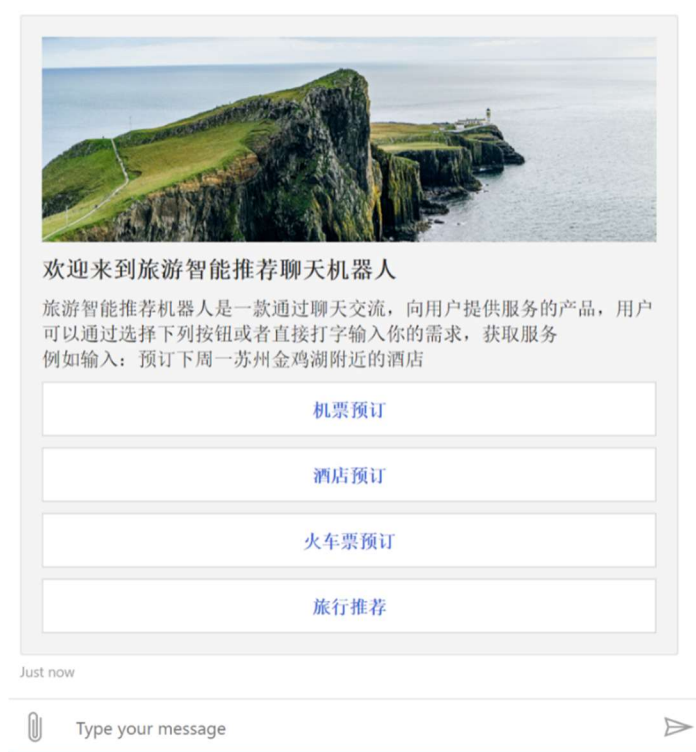 欢迎来到旅游智能推荐聊天机器人
旅游智能推荐机器人是一款通过聊天交流，向用户提供服务的产品，用户
可以通过选择下列按钮或者直接打字输入你的需求，获取服务
例如输入：预订下周一苏州金鸡湖附近的酒店
机票预订
酒店预订
火车票预订
旅行推荐
Just now
Type your message